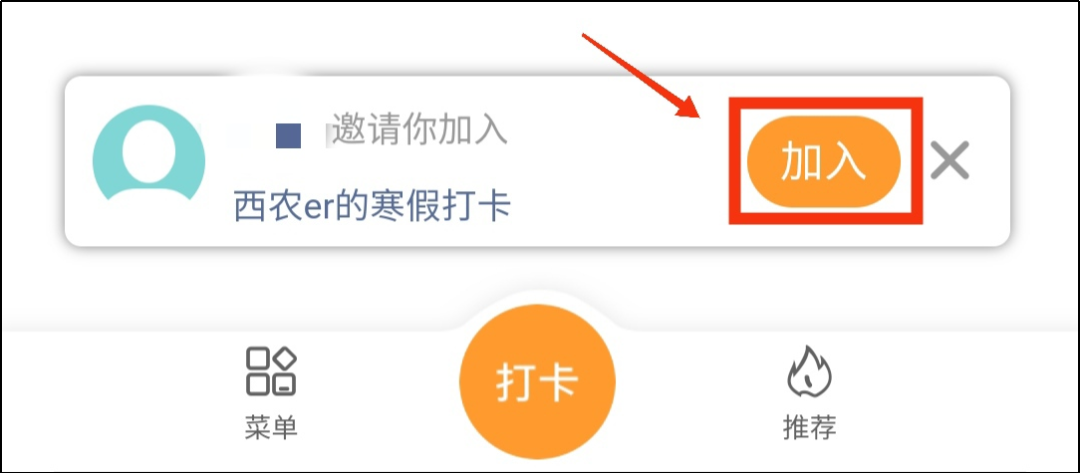 邀请你加入
加入
西农er的寒假打卡
打卡
菜单
推荐